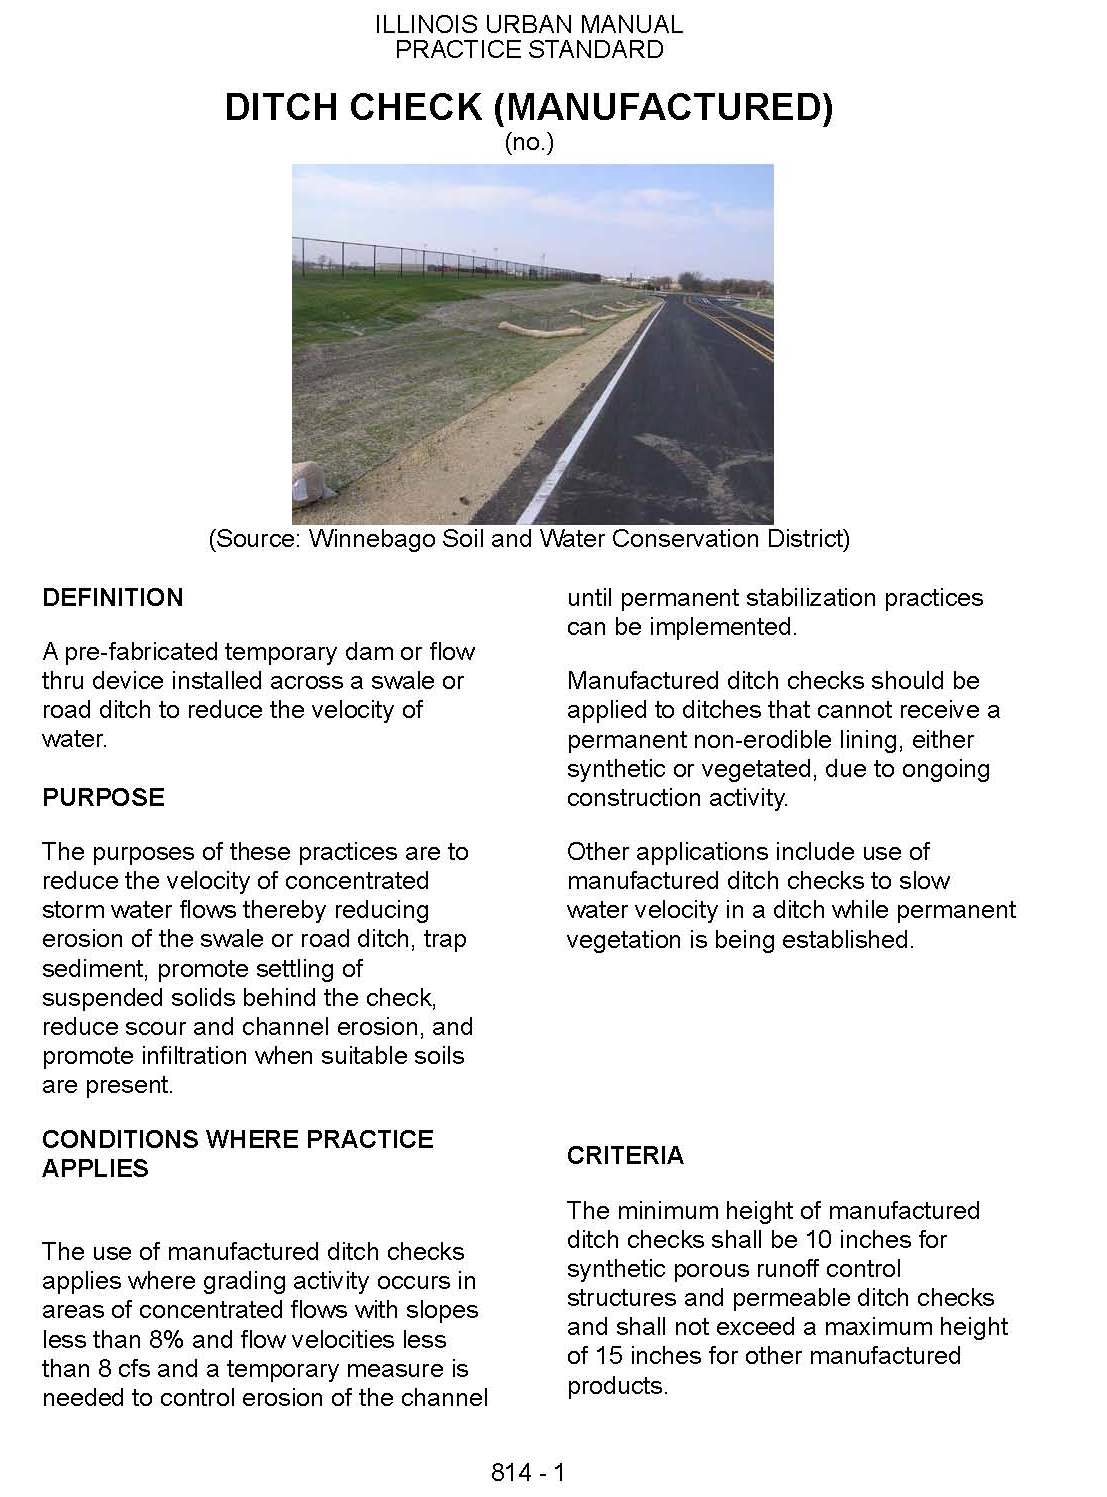 ILLINOIS URBAN MANUAL
PRACTICE STANDARD
DITCH CHECK (MANUFACTURED)
(no.)
(Source: Winnebago Soil and Water Conservation District)
DEFINITION
A pre-fabricated temporary dam or flow
thru device installed across a swale or
road ditch to reduce the velocity of
water.
PURPOSE
The purposes of these practices are to
reduce the velocity of concentrated
storm water flows thereby reducing
erosion of the swale or road ditch, trap
sediment, promote settling of
suspended solids behind the check,
reduce scour and channel erosion, and
promote infiltration when suitable soils
are present.
CONDITIONS WHERE PRACTICE
APPLIES
The use of manufactured ditch checks
applies where grading activity occurs in
areas of concentrated flows with slopes
less than 8% and flow velocities less
than 8 cfs and a temporary measure is
needed to control erosion of the channel
until permanent stabilization practices
can be implemented.
Manufactured ditch checks should be
applied to ditches that cannot receive a
permanent non-erodible lining, either
synthetic or vegetated, due to ongoing
construction activity.
Other applications include use of
manufactured ditch checks to slow
water velocity in a ditch while permanent
vegetation is being established.
CRITERIA
The minimum height of manufactured
ditch checks shall be 10 inches for
synthetic porous runoff control
structures and permeable ditch checks
and shall not exceed a maximum height
of 15 inches for other manufactured
products.
814 - 1